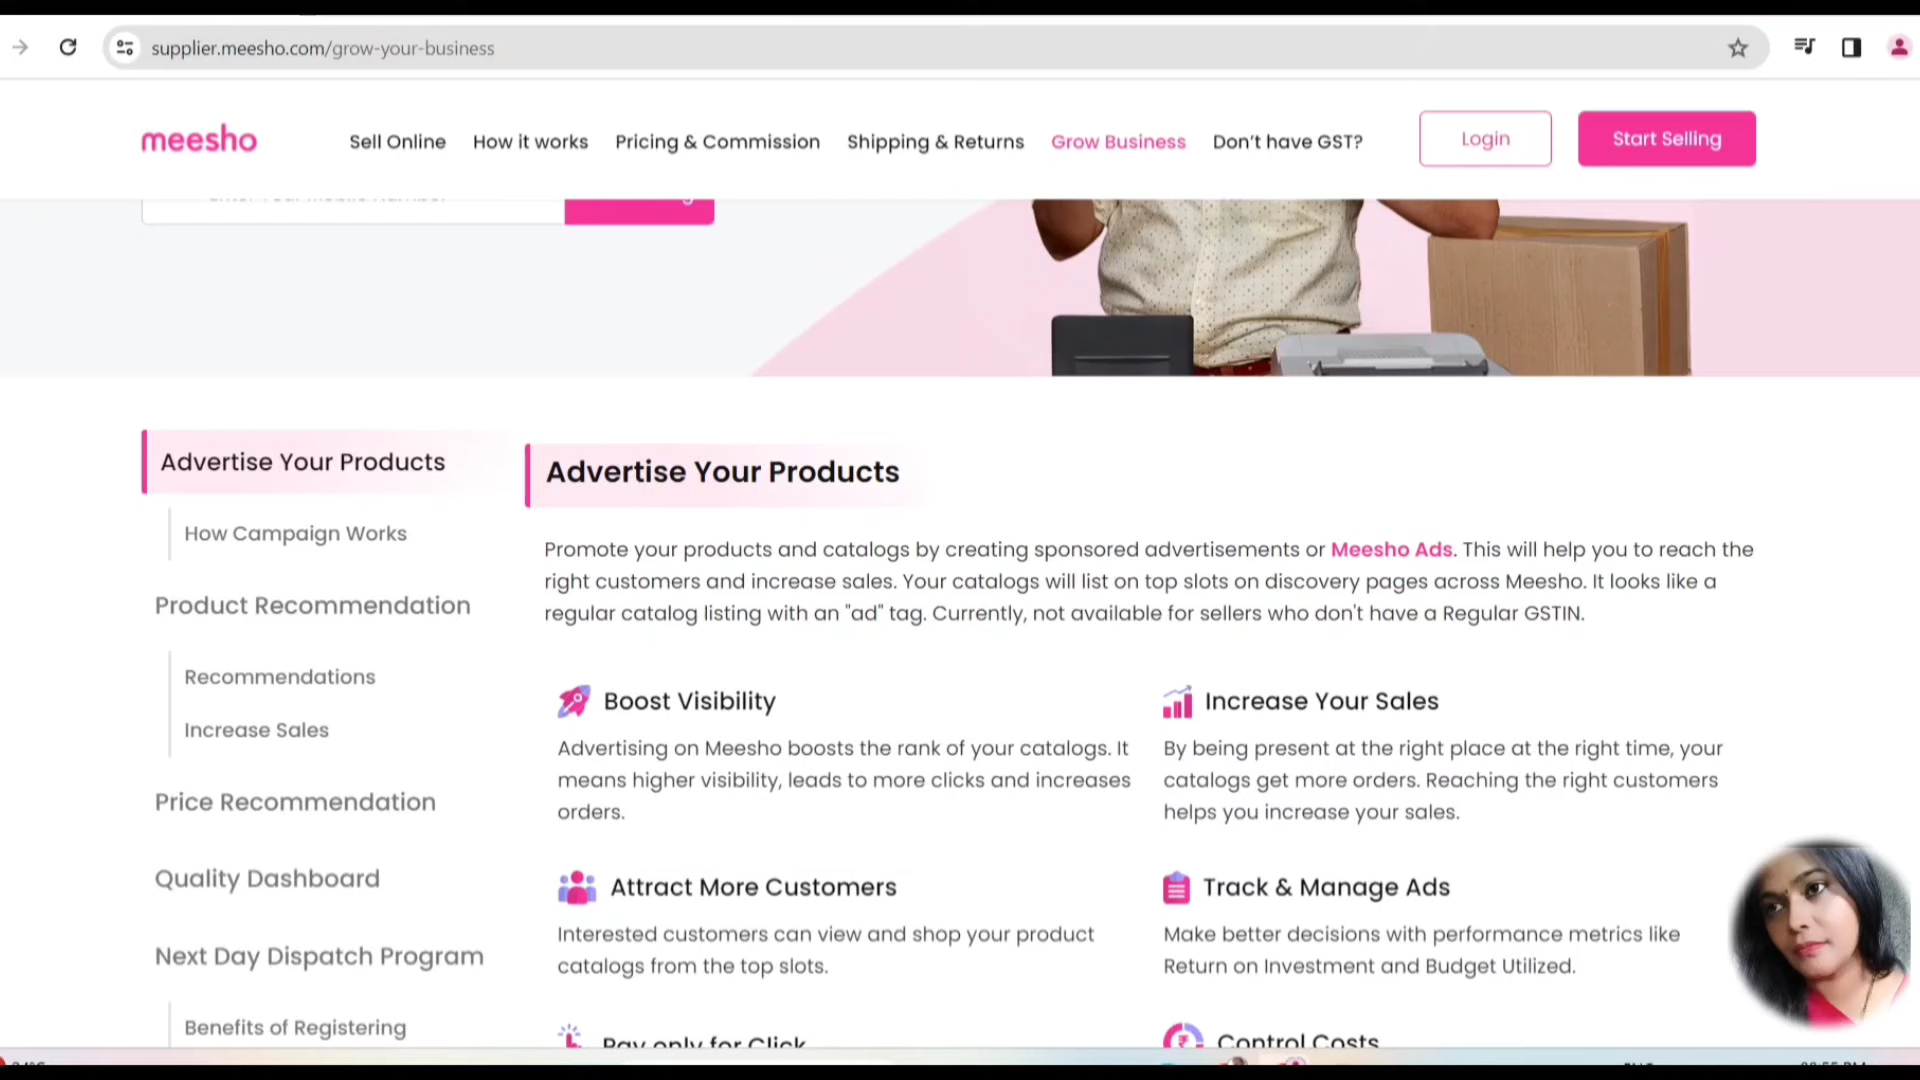 supplier.meesho.com/grow-your-business
meesho
Sell Online
How it works
Pricing & Commission
Shipping & Returns
Grow Business
Don't have GST?
Login
Start Selling
Advertise Your Products
How Campaign Works
Product Recommendation
Recommendations
Increase Sales
Price Recommendation
Quality Dashboard
Next Day Dispatch Program
Benefits of Registering
Advertise Your Products
Promote your products and catalogs by creating sponsored advertisements or Meesho Ads. This will help you to reach the
right customers and increase sales. Your catalogs will list on top slots on discovery pages across Meesho. It looks like a
regular catalog listing with an "ad" tag. Currently, not available for sellers who don't have a Regular GSTIN.
Boost Visibility
Advertising on Meesho boosts the rank of your catalogs. It
means higher visibility, leads to more clicks and increases
orders.
Increase Your Sales
By being present at the right place at the right time, your
catalogs get more orders. Reaching the right customers
helps you increase your sales.
Attract More Customers
Interested customers can view and shop your product
catalogs from the top slots.
Track & Manage Ads
Make better decisions with performance metrics like
Return on Investment and Budget Utilized.
Pay only for Click
Control Costs